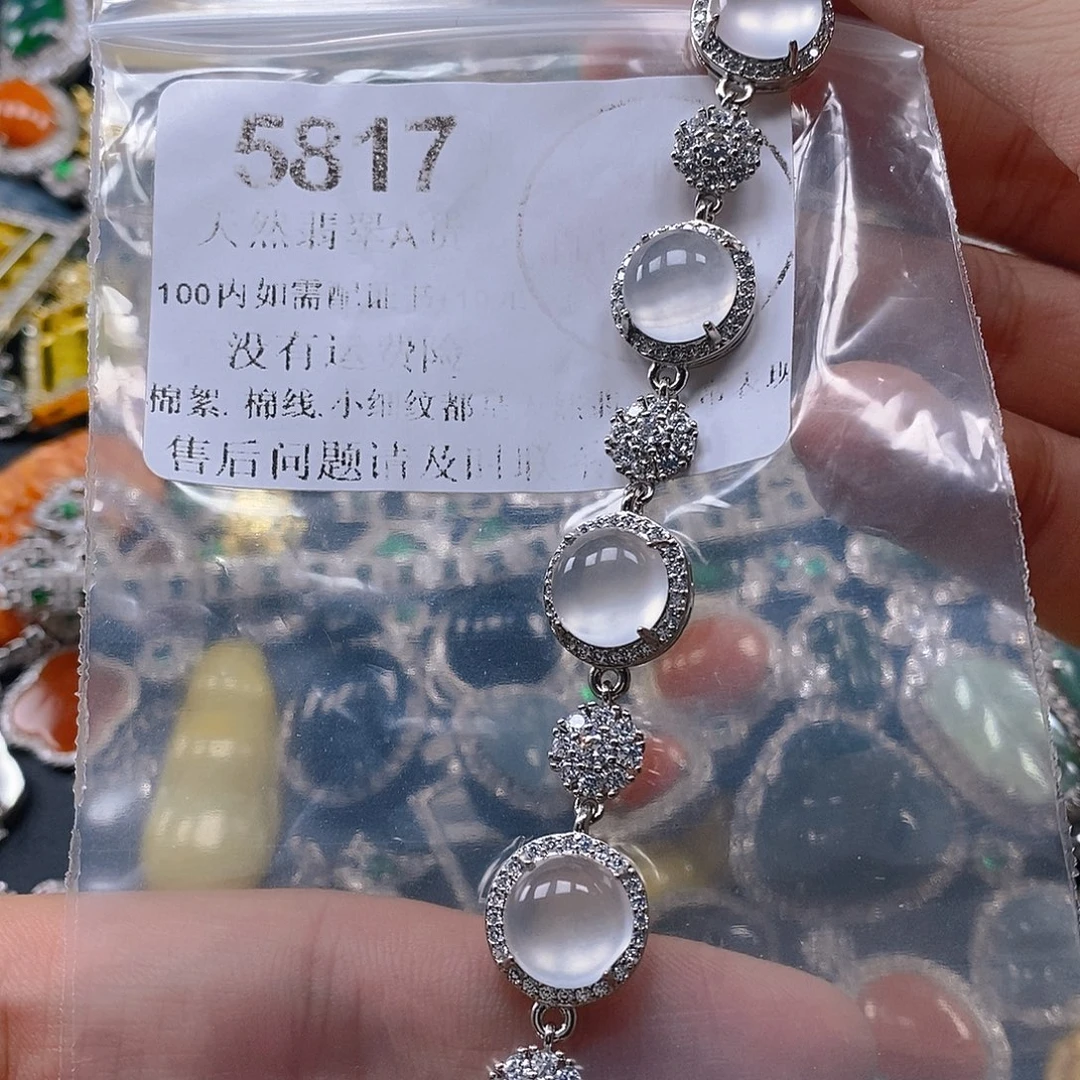 5817
天然翡翠A货
100内如需配证书
没有运费险
棉絮. 棉线.小细纹都是
售后问题请及时联